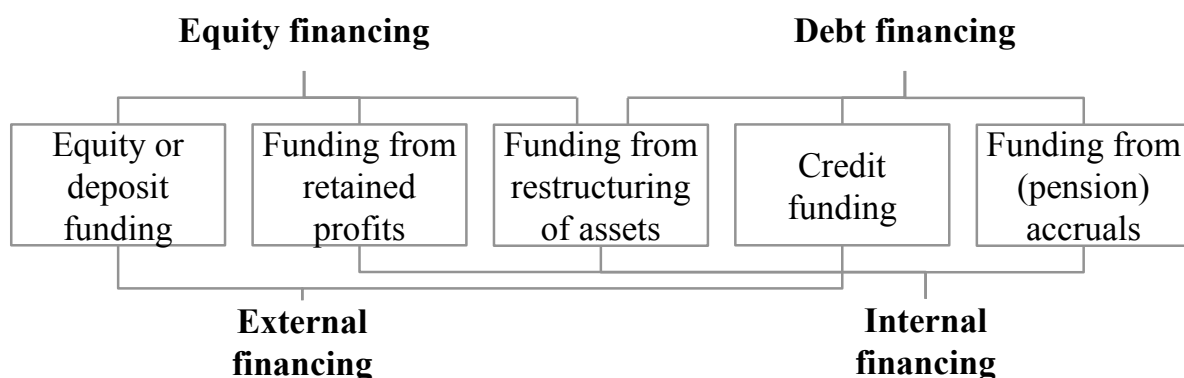 Equity financing
Debt financing
Equity or
deposit
funding
Funding from
retained
profits
Funding from
restructuring
of assets
Credit
funding
Funding from
(pension)
accruals
External
financing
Internal
financing